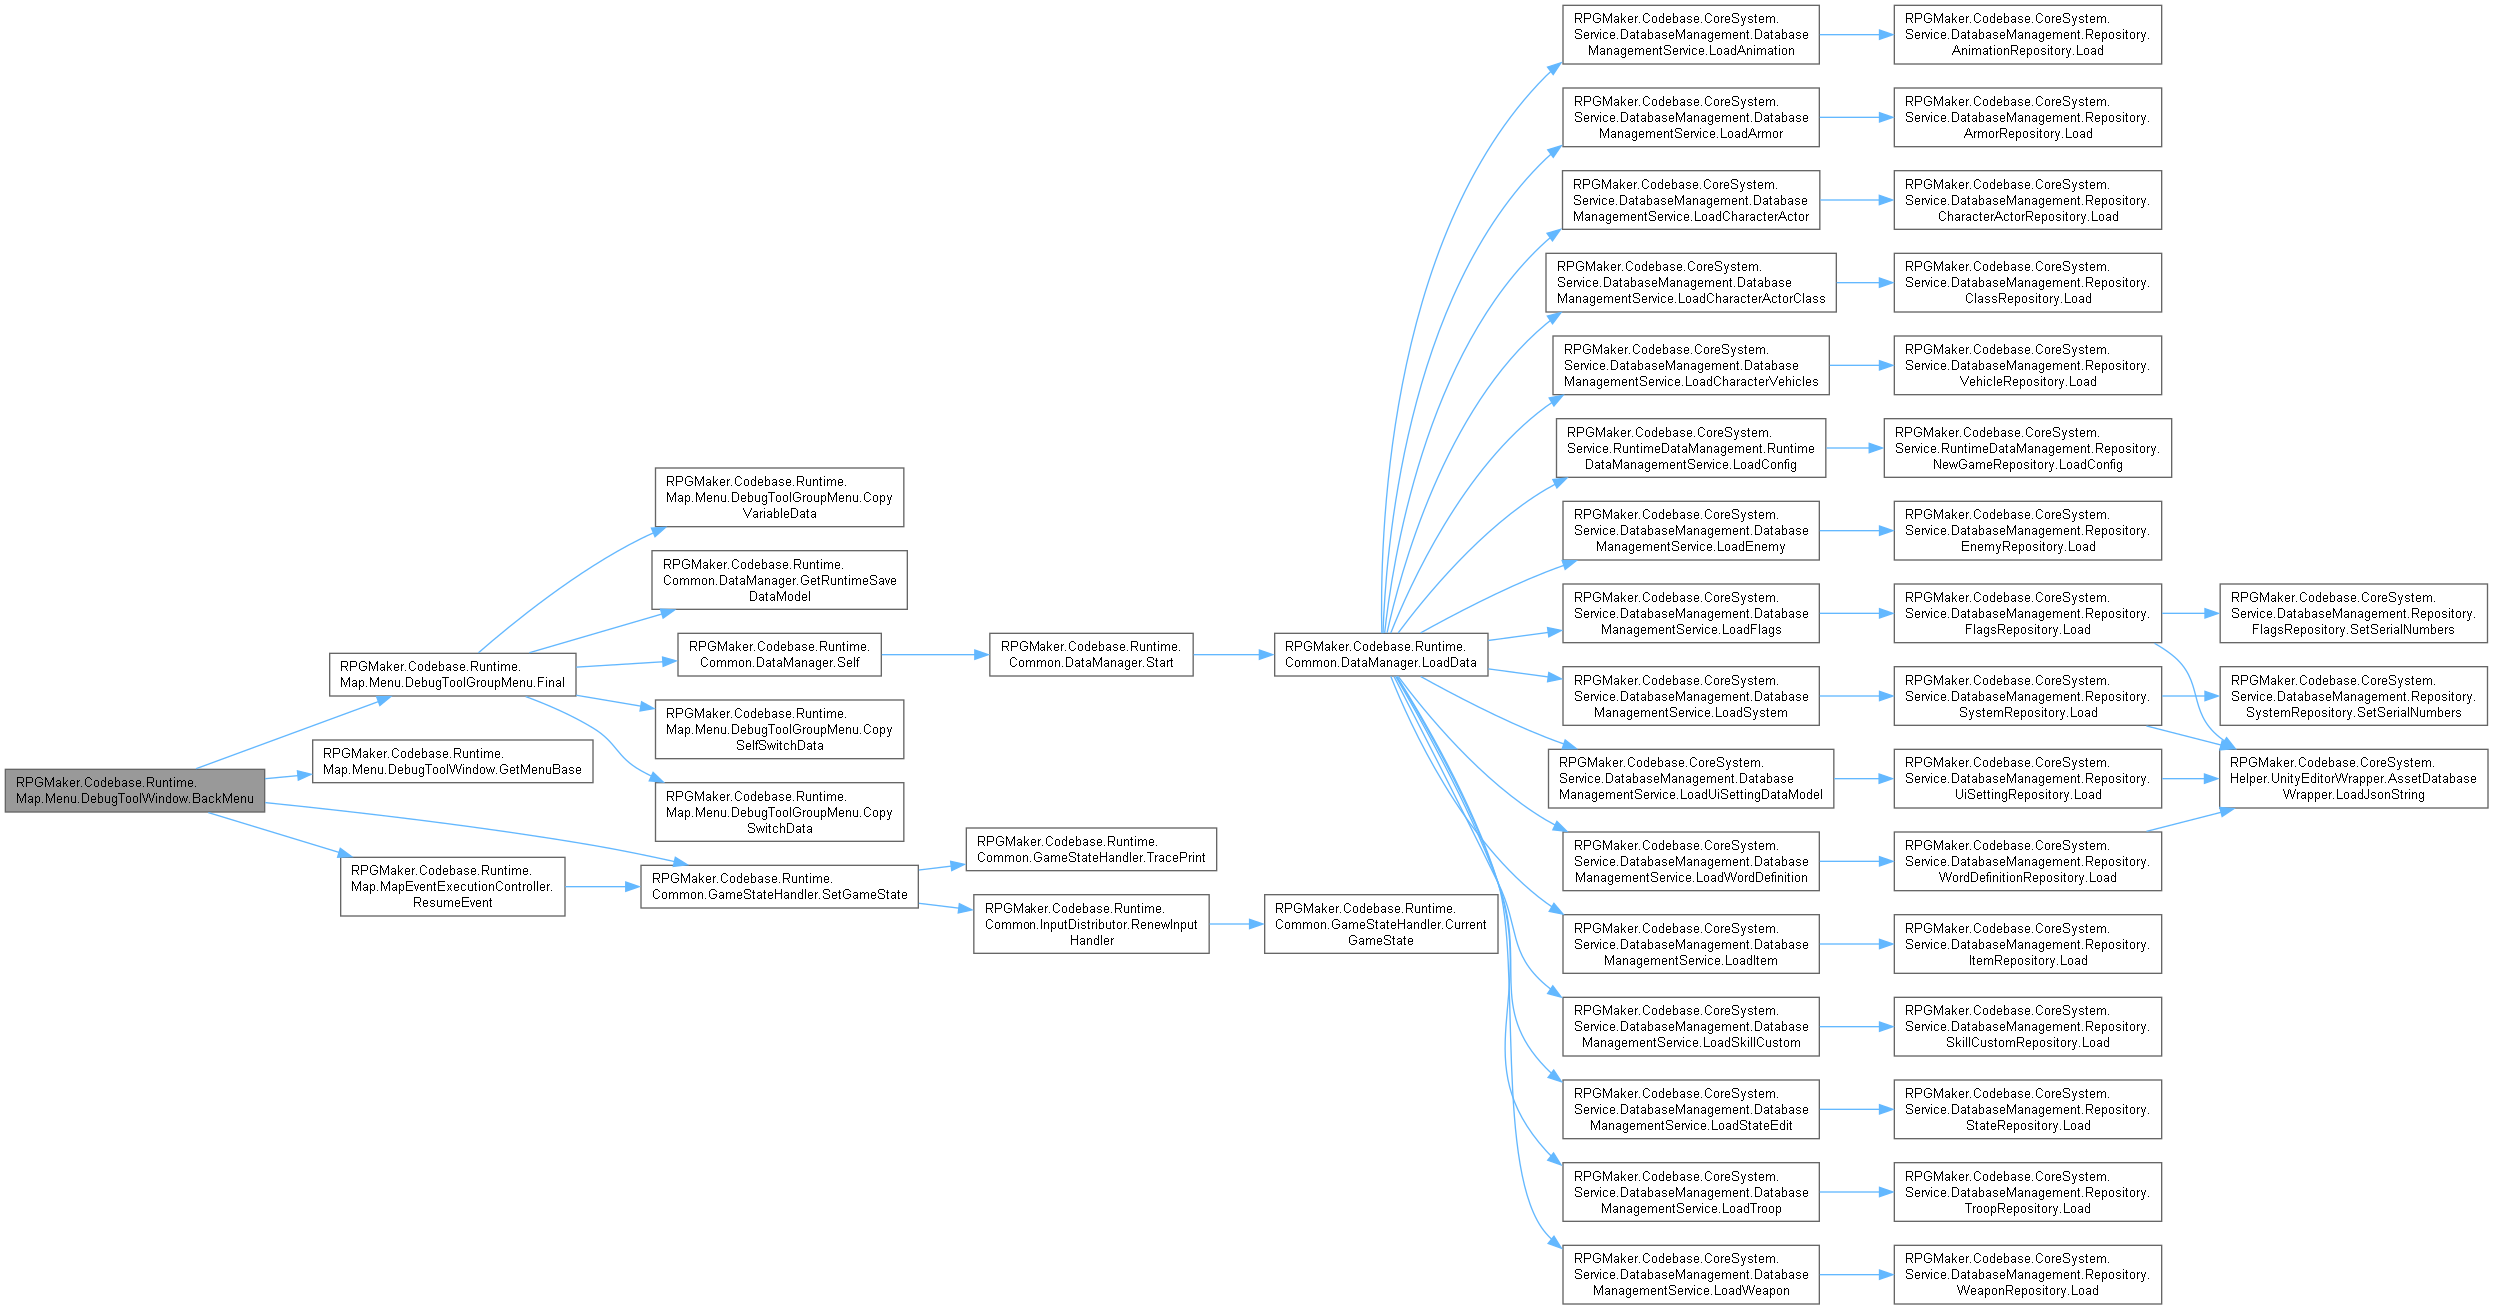 RPGMaker.Codebase.Runtime.
Map.Menu.DebugToolWindow.BackMenu
RPGMaker.Codebase.Runtime.
Map.Menu.DebugToolGroupMenu.Final
RPGMaker.Codebase.Runtime.
Map.Menu.DebugToolWindow.GetMenuBase
RPGMaker.Codebase.Runtime.
Map.MapEventExecutionController.
ResumeEvent
RPGMaker.Codebase.Runtime.
Map.Menu.DebugToolGroupMenu.Copy
VariableData
RPGMaker.Codebase.Runtime.
Common.DataManager.GetRuntimeSave
DataModel
RPGMaker.Codebase.Runtime.
Common.DataManager.Self
RPGMaker.Codebase.Runtime.
Map.Menu.DebugToolGroupMenu.Copy
SelfSwitchData
RPGMaker.Codebase.Runtime.
Map.Menu.DebugToolGroupMenu.Copy
SwitchData
RPGMaker.Codebase.Runtime.
Common.GameStateHandler.SetGameState
RPGMaker.Codebase.Runtime.
Common.DataManager.Start
RPGMaker.Codebase.Runtime.
Common.GameStateHandler.TracePrint
RPGMaker.Codebase.Runtime.
Common.InputDistributor.RenewInput
Handler
RPGMaker.Codebase.Runtime.
Common.DataManager.LoadData
RPGMaker.Codebase.Runtime.
Common.GameStateHandler.Current
GameState
RPGMaker.Codebase.CoreSystem.
Service.DatabaseManagement.Database
ManagementService.LoadAnimation
RPGMaker.Codebase.CoreSystem.
Service.DatabaseManagement.Database
ManagementService.LoadArmor
RPGMaker.Codebase.CoreSystem.
Service.DatabaseManagement.Database
ManagementService.LoadCharacterActor
RPGMaker.Codebase.CoreSystem.
Service.DatabaseManagement.Database
ManagementService.LoadCharacterActorClass
RPGMaker.Codebase.CoreSystem.
Service.DatabaseManagement.Database
ManagementService.LoadCharacterVehicles
RPGMaker.Codebase.CoreSystem.
Service.RuntimeDataManagement.Runtime
DataManagementService.LoadConfig
RPGMaker.Codebase.CoreSystem.
Service.DatabaseManagement.Database
ManagementService.LoadEnemy
RPGMaker.Codebase.CoreSystem.
Service.DatabaseManagement.Database
ManagementService.LoadFlags
RPGMaker.Codebase.CoreSystem.
Service.DatabaseManagement.Database
ManagementService.LoadSystem
RPGMaker.Codebase.CoreSystem.
Service.DatabaseManagement.Database
ManagementService.LoadUiSettingDataModel
RPGMaker.Codebase.CoreSystem.
Service.DatabaseManagement.Database
ManagementService.LoadWordDefinition
RPGMaker.Codebase.CoreSystem.
Service.DatabaseManagement.Database
ManagementService.LoadItem
RPGMaker.Codebase.CoreSystem.
Service.DatabaseManagement.Database
ManagementService.LoadSkillCustom
RPGMaker.Codebase.CoreSystem.
Service.DatabaseManagement.Database
ManagementService.LoadStateEdit
RPGMaker.Codebase.CoreSystem.
Service.DatabaseManagement.Database
ManagementService.LoadTroop
RPGMaker.Codebase.CoreSystem.
Service.DatabaseManagement.Database
ManagementService.LoadWeapon
RPGMaker.Codebase.CoreSystem.
Service.DatabaseManagement.Repository.
AnimationRepository.Load
RPGMaker.Codebase.CoreSystem.
Service.DatabaseManagement.Repository.
ArmorRepository.Load
RPGMaker.Codebase.CoreSystem.
Service.DatabaseManagement.Repository.
CharacterActorRepository.Load
RPGMaker.Codebase.CoreSystem.
Service.DatabaseManagement.Repository.
ClassRepository.Load
RPGMaker.Codebase.CoreSystem.
Service.DatabaseManagement.Repository.
VehicleRepository.Load
RPGMaker.Codebase.CoreSystem.
Service.RuntimeDataManagement.Repository.
NewGameRepository.LoadConfig
RPGMaker.Codebase.CoreSystem.
Service.DatabaseManagement.Repository.
EnemyRepository.Load
RPGMaker.Codebase.CoreSystem.
Service.DatabaseManagement.Repository.
FlagsRepository.Load
RPGMaker.Codebase.CoreSystem.
Service.DatabaseManagement.Repository.
SystemRepository.Load
RPGMaker.Codebase.CoreSystem.
Service.DatabaseManagement.Repository.
UiSettingRepository.Load
RPGMaker.Codebase.CoreSystem.
Service.DatabaseManagement.Repository.
WordDefinitionRepository.Load
RPGMaker.Codebase.CoreSystem.
Service.DatabaseManagement.Repository.
ItemRepository.Load
RPGMaker.Codebase.CoreSystem.
Service.DatabaseManagement.Repository.
SkillCustomRepository.Load
RPGMaker.Codebase.CoreSystem.
Service.DatabaseManagement.Repository.
StateRepository.Load
RPGMaker.Codebase.CoreSystem.
Service.DatabaseManagement.Repository.
TroopRepository.Load
RPGMaker.Codebase.CoreSystem.
Service.DatabaseManagement.Repository.
WeaponRepository.Load
RPGMaker.Codebase.CoreSystem.
Service.DatabaseManagement.Repository.
FlagsRepository.SetSerialNumbers
RPGMaker.Codebase.CoreSystem.
Service.DatabaseManagement.Repository.
SystemRepository.SetSerialNumbers
RPGMaker.Codebase.CoreSystem.
Helper.UnityEditorWrapper.AssetDatabase
Wrapper.LoadJsonString